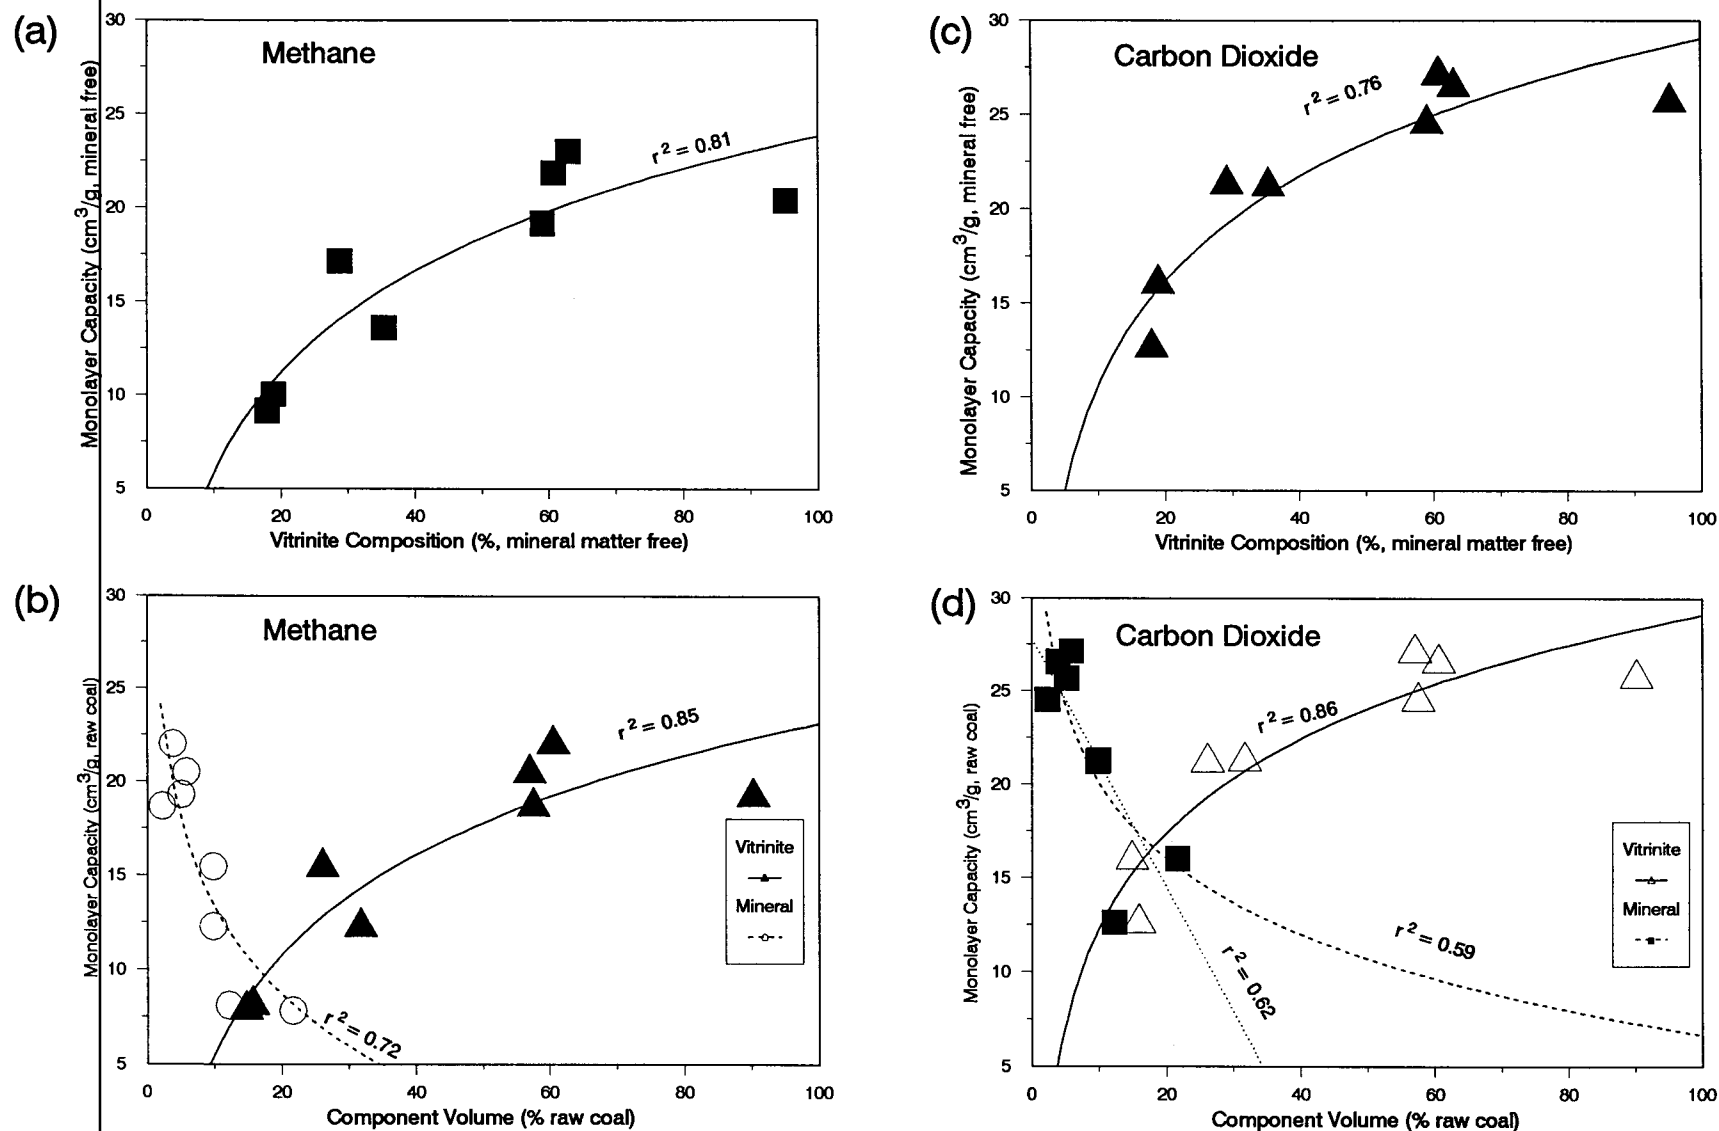 (a)
Methane
Monolayer Capacity (cm³/g, mineral free)
30
25
20
15
10
5
r² = 0.81
0 20 40 60 80 100
Vitrinite Composition (%, mineral matter free)
(c)
Carbon Dioxide
Monolayer Capacity (cm³/g, mineral free)
30
25
20
15
10
5
r² = 0.76
0 20 40 60 80 100
Vitrinite Composition (%, mineral matter free)
(b)
Methane
Monolayer Capacity (cm³/g, raw coal)
30
25
20
15
10
5
r² = 0.85
r² = 0.72
Vitrinite
Mineral
0 20 40 60 80 100
Component Volume (% raw coal)
(d)
Carbon Dioxide
Monolayer Capacity (cm³/g, raw coal)
30
25
20
15
10
5
r² = 0.86
r² = 0.59
r² = 0.62
Vitrinite
Mineral
0 20 40 60 80 100
Component Volume (% raw coal)